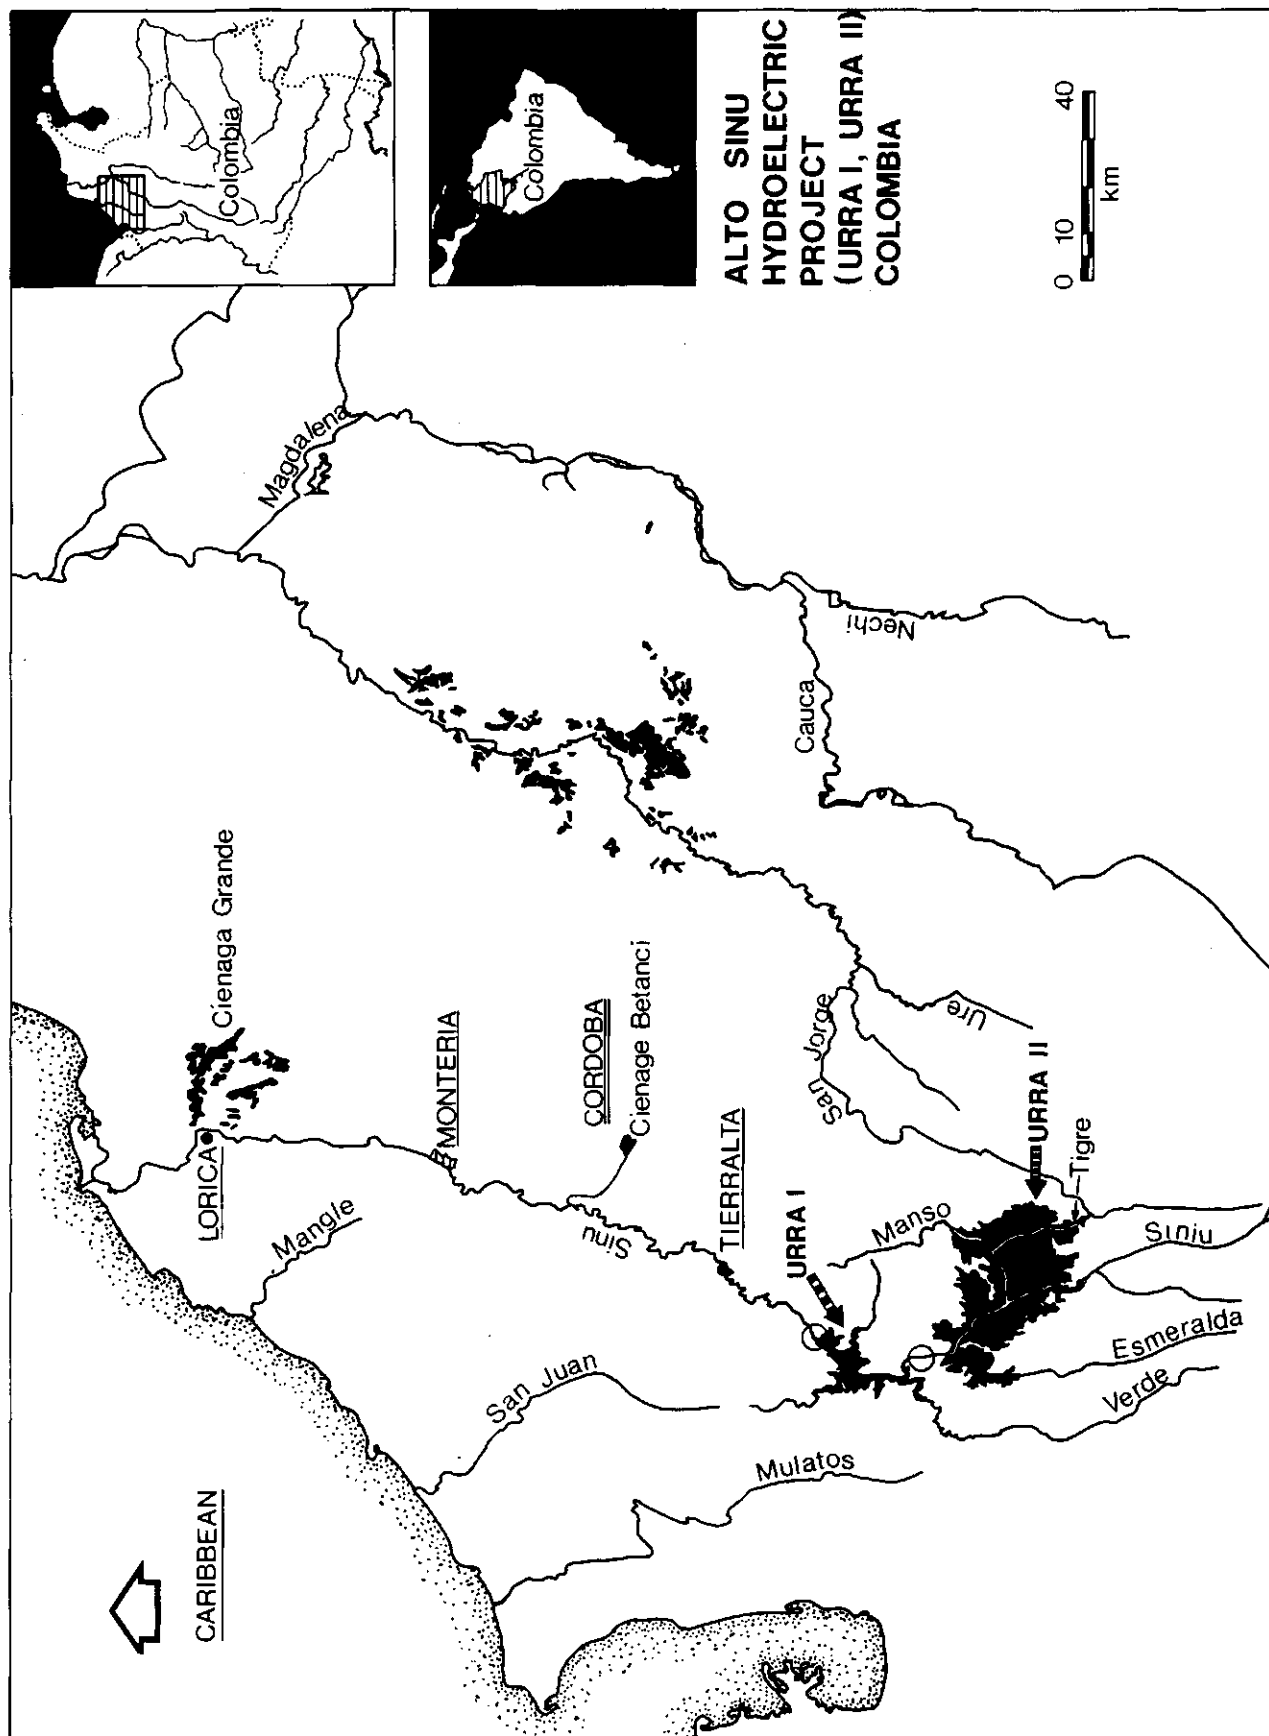 CARIBBEAN
LORICA
Cienaga Grande
Mangle
MONTERIA
San Juan
Sinu
CORDOBA
Cienage Betanci
TIERRALTA
Mulatos
URRA I
Manso
San Jorge
Ure
URRA II
Tigre
Siniu
Esmeralda
Verde
Magdalena
Cauca
Nechi
Colombia
Colombia
ALTO SINU
HYDROELECTRIC
PROJECT
(URRA I, URRA II)
COLOMBIA
0 10 40
km